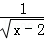 1/√(x − 2)